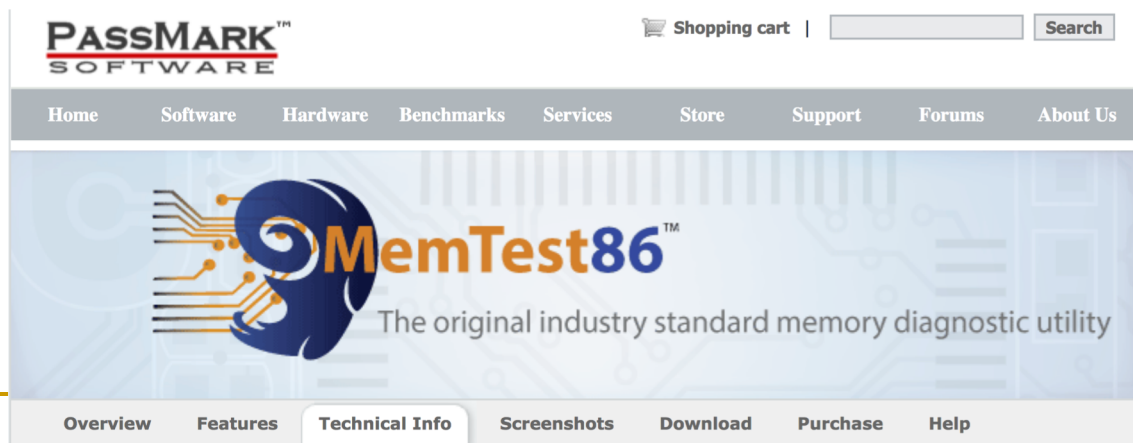 PASSMARK™
SOFTWARE
Shopping cart | Search
Home Software Hardware Benchmarks Services Store Support Forums About Us
MemTest86™
The original industry standard memory diagnostic utility
Overview Features Technical Info Screenshots Download Purchase Help